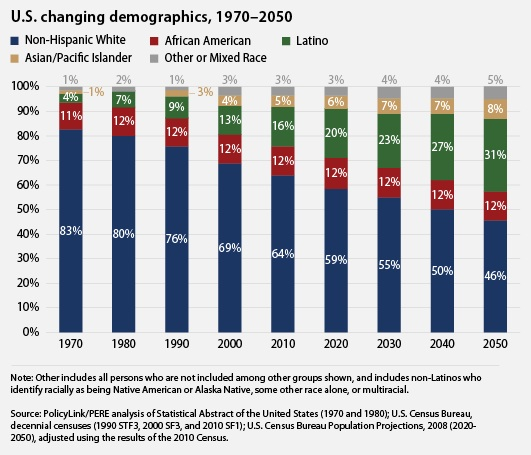 U.S. changing demographics, 1970–2050
Non-Hispanic White African American Latino
Asian/Pacific Islander Other or Mixed Race
1% 2% 1% 3% 3% 3% 4% 4% 5%
100%
90%
80%
70%
60%
50%
40%
30%
20%
10%
0%
1% 3% 4% 5% 6% 7% 7% 8%
4% 7% 9% 13% 16% 20% 23% 27% 31%
11% 12% 12% 12% 12% 12% 12% 12% 12%
83% 80% 76% 69% 64% 59% 55% 50% 46%
1970 1980 1990 2000 2010 2020 2030 2040 2050
Note: Other includes all persons who are not included among other groups shown, and includes non-Latinos who
identify racially as being Native American or Alaska Native, some other race alone, or multiracial.
Source: PolicyLink/PERE analysis of Statistical Abstract of the United States (1970 and 1980); U.S. Census Bureau,
decennial censuses (1990 STF3, 2000 SF3, and 2010 SF1); U.S. Census Bureau Population Projections, 2008 (2020-
2050), adjusted using the results of the 2010 Census.